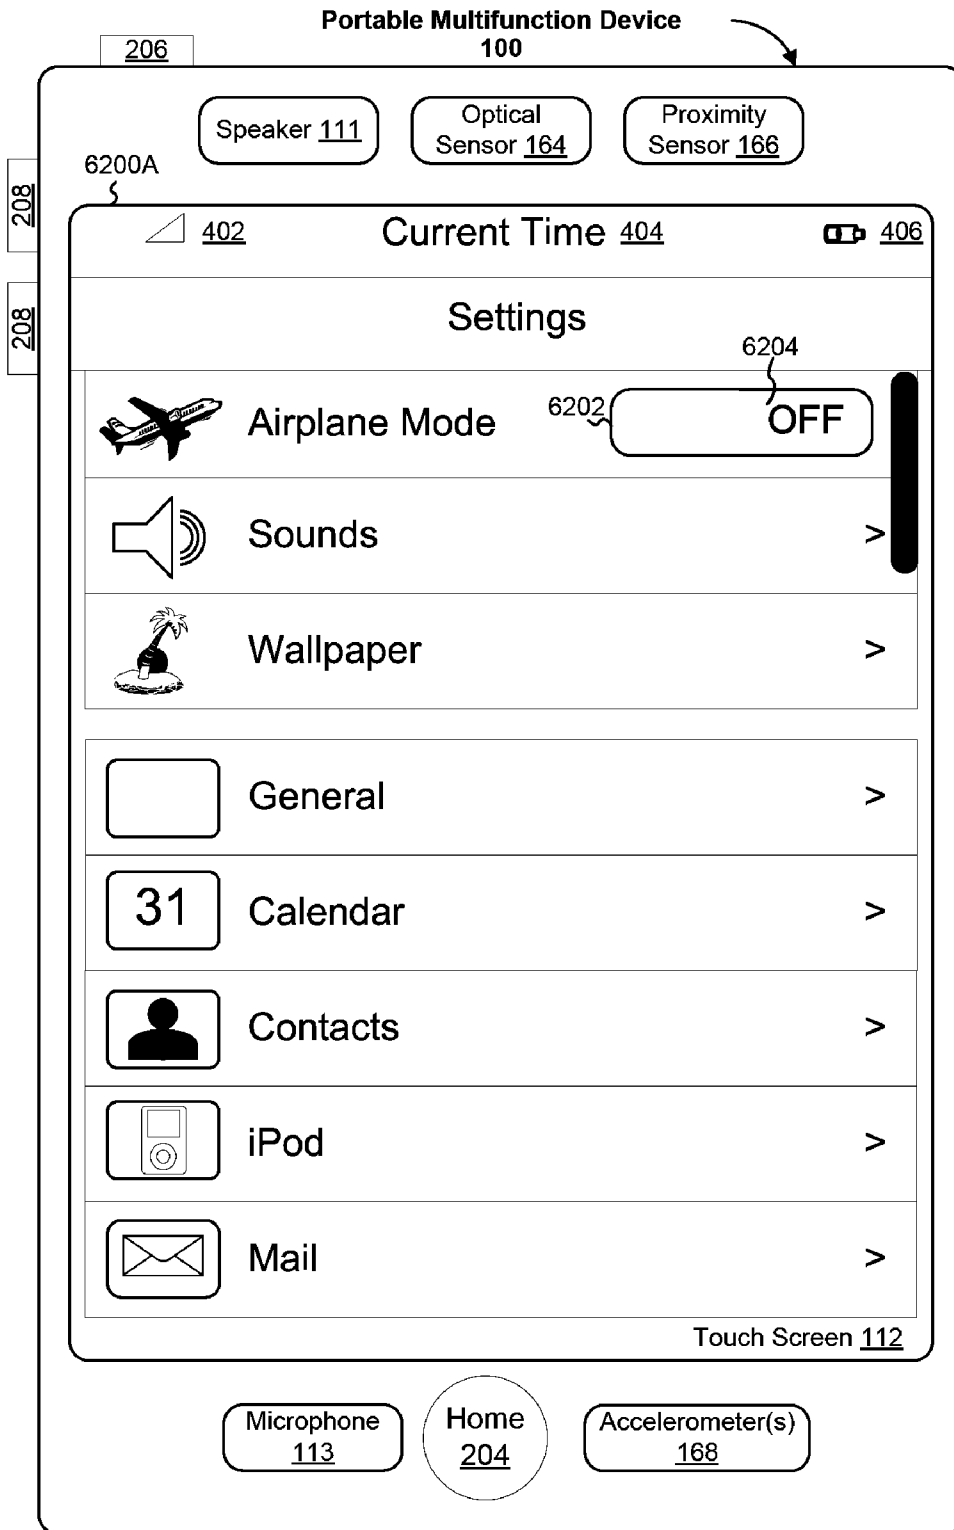 Portable Multifunction Device
100
206
Speaker 111
Optical
Sensor 164
Proximity
Sensor 166
6200A
208
402
Current Time 404
406
208
Settings
6204
Airplane Mode
6202
OFF
Sounds
>
Wallpaper
>
General
>
31
Calendar
>
Contacts
>
iPod
>
Mail
>
Touch Screen 112
Microphone
113
Home
204
Accelerometer(s)
168